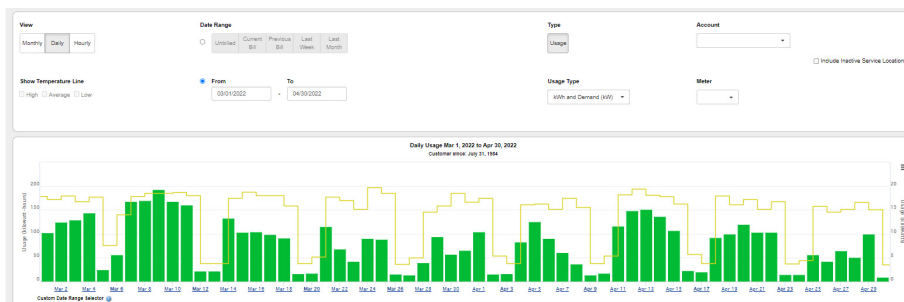 View
Date Range
Type
Account
Monthly Daily Hourly
Unbilled Current Bill Previous Bill Last Week Last Month
Usage
Include Inactive Service Location
Show Temperature Line
From
To
Usage Type
Meter
High Average Low
03/01/2022 - 04/30/2022
kWh and Demand (kW)
Daily Usage Mar 1, 2022 to Apr 30, 2022
Customer since: July 31, 1984
Usage (kilowatt-hours)
200
150
100
50
0
20
15
10
5
0
Mar 2 Mar 4 Mar 6 Mar 8 Mar 10 Mar 12 Mar 14 Mar 16 Mar 18 Mar 20 Mar 22 Mar 24 Mar 26 Mar 28 Mar 30 Apr 1 Apr 3 Apr 5 Apr 7 Apr 9 Apr 11 Apr 13 Apr 15 Apr 17 Apr 19 Apr 21 Apr 23 Apr 25 Apr 27 Apr 29
Custom Date Range Selector